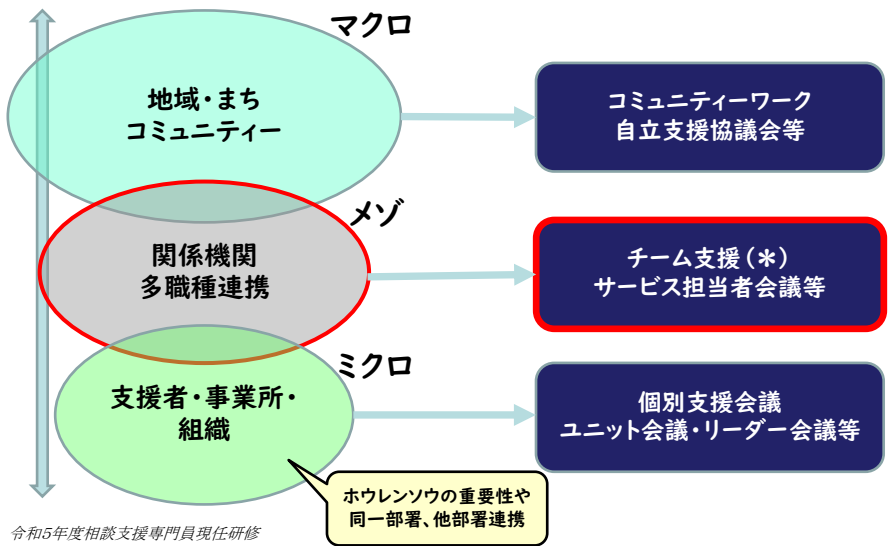 マクロ
地域・まち
コミュニティー
コミュニティーワーク
自立支援協議会等
メゾ
関係機関
多職種連携
チーム支援(＊)
サービス担当者会議等
ミクロ
支援者・事業所・
組織
個別支援会議
ユニット会議・リーダー会議等
ホウレンソウの重要性や
同一部署、他部署連携
令和5年度相談支援専門員現任研修